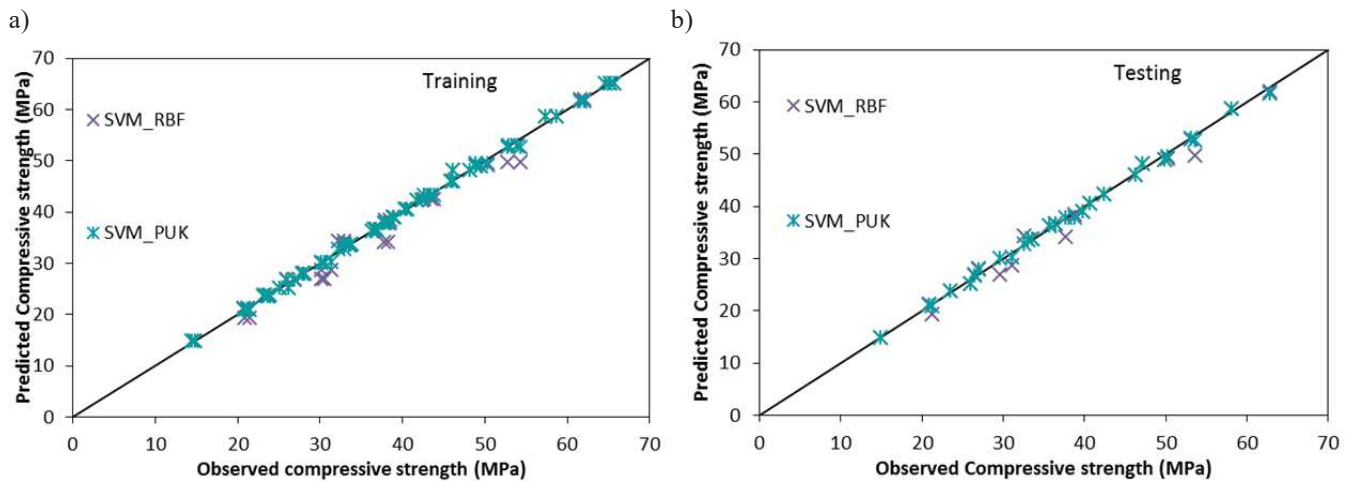 a)
b)
Training
Testing
Predicted Compressive strength (MPa)
70
60
50
40
30
20
10
0
SVM_RBF
SVM_PUK
0 10 20 30 40 50 60 70
Observed compressive strength (MPa)
Predicted Compressive strength (MPa)
70
60
50
40
30
20
10
0
SVM_RBF
SVM_PUK
0 10 20 30 40 50 60 70
Observed Compressive strength (MPa)